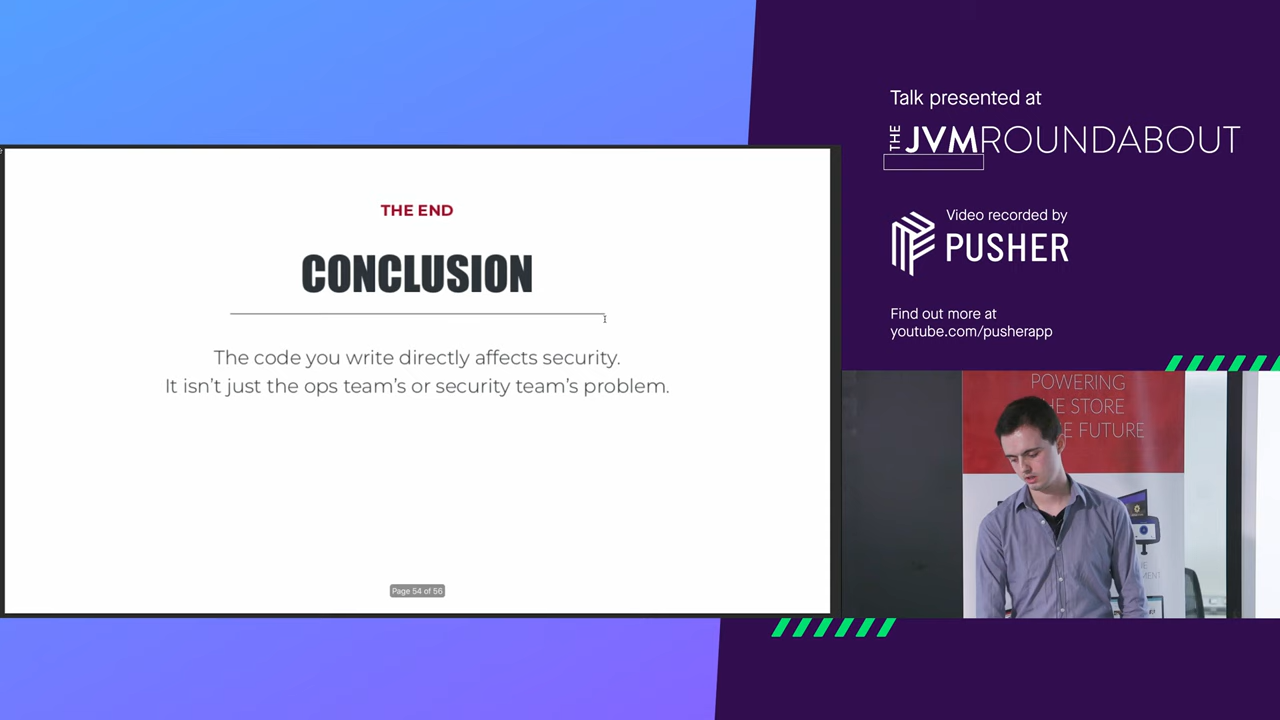 THE END
CONCLUSION
The code you write directly affects security.
It isn't just the ops team's or security team's problem.
Page 54 of 56
Talk presented at
THE JVMROUNDABOUT
Video recorded by
PUSHER
Find out more at
youtube.com/pusherapp
POWERING
HE STORE
E FUTURE